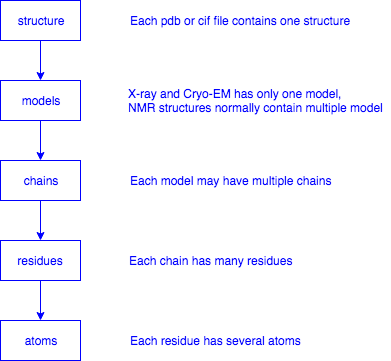 structure
Each pdb or cif file contains one structure
models
X-ray and Cryo-EM has only one model,
NMR structures normally contain multiple model
chains
Each model may have multiple chains
residues
Each chain has many residues
atoms
Each residue has several atoms